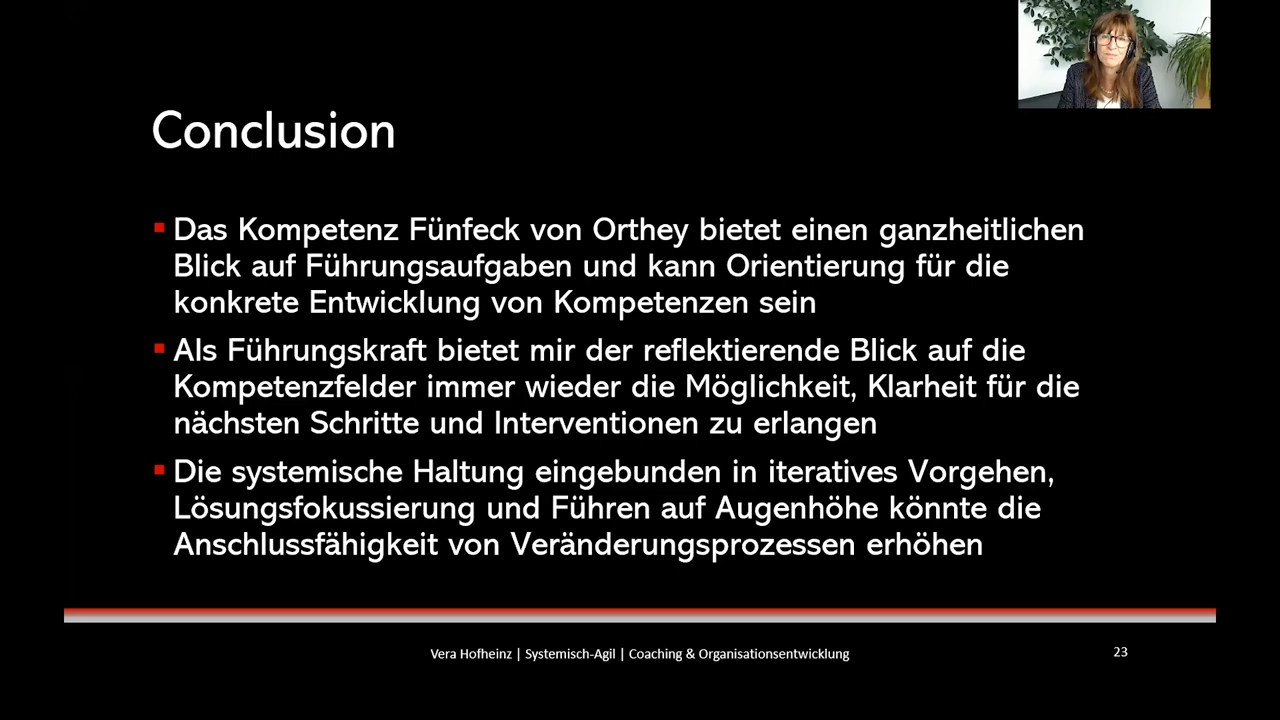 Conclusion
Das Kompetenz Fünfeck von Orthey bietet einen ganzheitlichen
Blick auf Führungsaufgaben und kann Orientierung für die
konkrete Entwicklung von Kompetenzen sein
Als Führungskraft bietet mir der reflektierende Blick auf die
Kompetenzfelder immer wieder die Möglichkeit, Klarheit für die
nächsten Schritte und Interventionen zu erlangen
Die systemische Haltung eingebunden in iteratives Vorgehen,
Lösungsfokussierung und Führen auf Augenhöhe könnte die
Anschlussfähigkeit von Veränderungsprozessen erhöhen
Vera Hofheinz | Systemisch-Agil | Coaching & Organisationsentwicklung
23